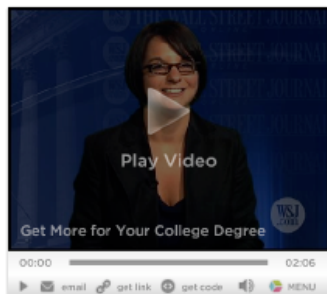 THE WALL STREET JOURNAL
Play Video
WSJ
.com
Get More for Your College Degree
00:00 02:06
email get link get code MENU